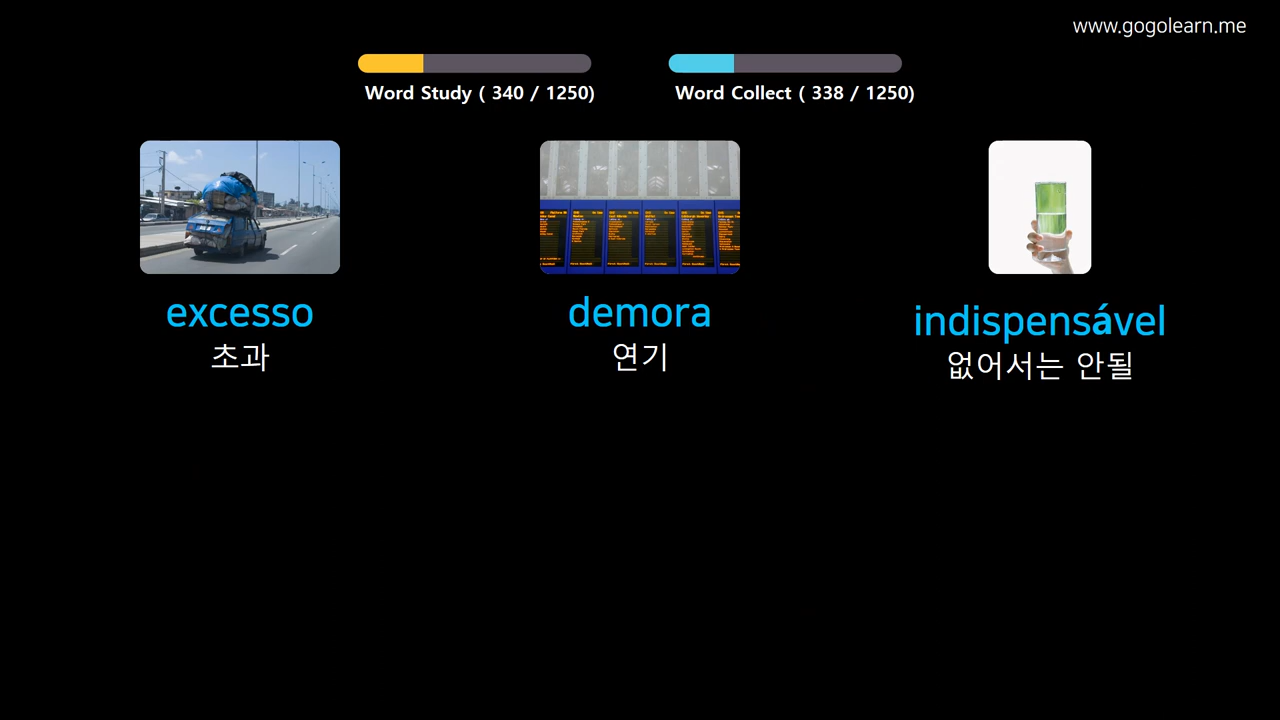 www.gogolearn.me
Word Study ( 340 / 1250)
Word Collect ( 338 / 1250)
excesso
초과
demora
연기
indispensável
없어서는 안될